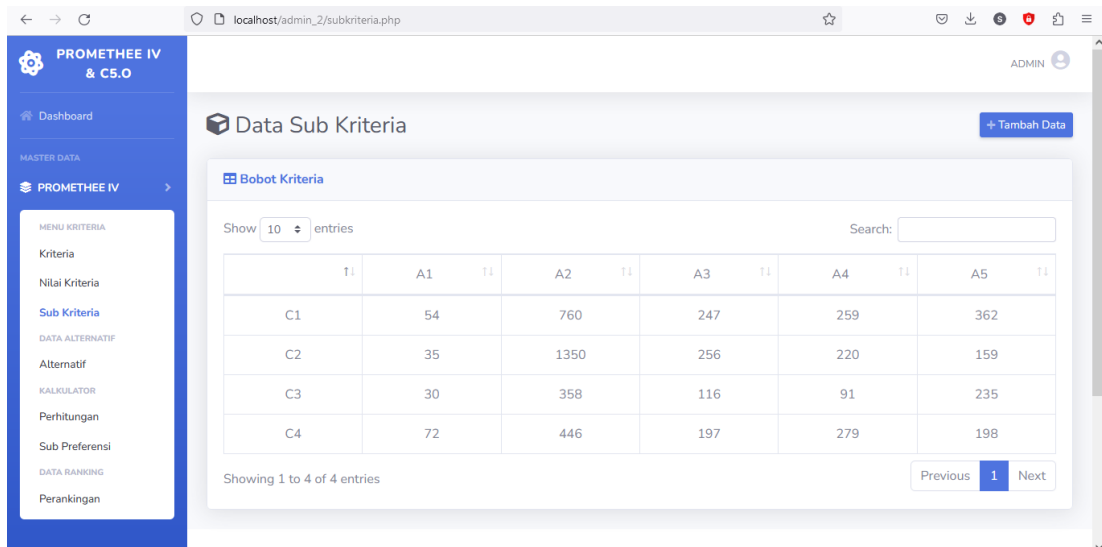 localhost/admin_2/subkriteria.php
PROMETHEE IV
& C5.O
ADMIN
Dashboard
MASTER DATA
PROMETHEE IV
MENU KRITERIA
Kriteria
Nilai Kriteria
Sub Kriteria
DATA ALTERNATIF
Alternatif
KALKULATOR
Perhitungan
Sub Preferensi
DATA RANKING
Perankingan
Data Sub Kriteria
+ Tambah Data
Bobot Kriteria
Show 10 entries Search:
A1 A2 A3 A4 A5
C1 54 760 247 259 362
C2 35 1350 256 220 159
C3 30 358 116 91 235
C4 72 446 197 279 198
Showing 1 to 4 of 4 entries
Previous 1 Next